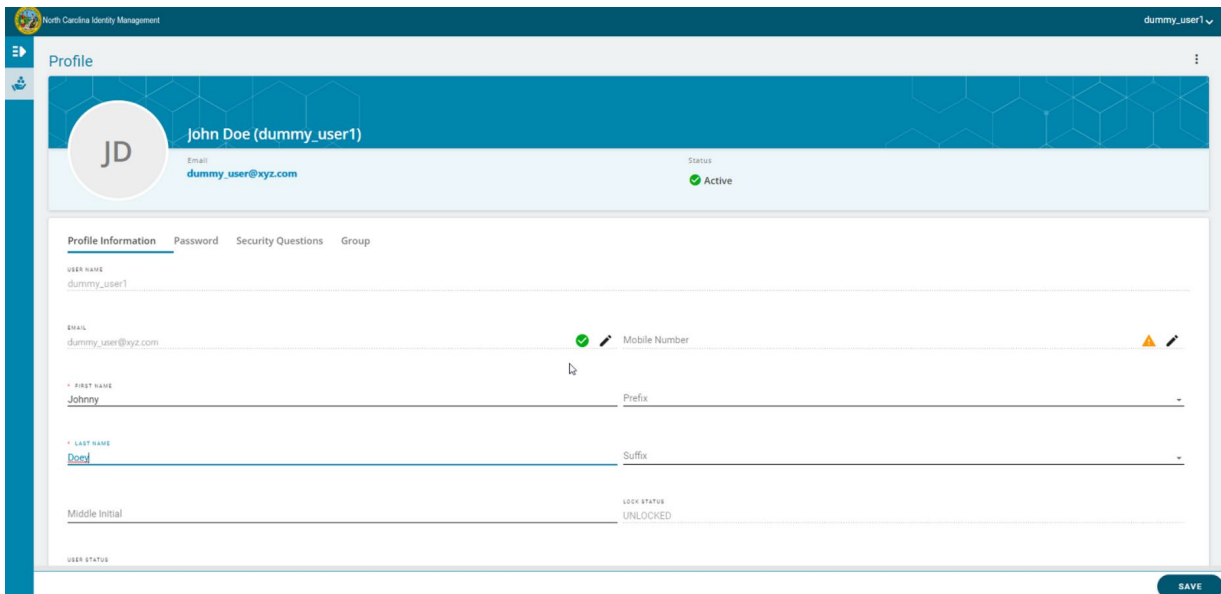 North Carolina Identity Management
dummy_user1
Profile
JD
John Doe (dummy_user1)
Email
Status
dummy_user@xyz.com
Active
Profile Information Password Security Questions Group
USER NAME
dummy_user1
EMAIL
dummy_user@xyz.com
Mobile Number
* FIRST NAME
Johnny
Prefix
* LAST NAME
Doey
Suffix
Middle Initial
LOCK STATUS
UNLOCKED
USER STATUS
SAVE